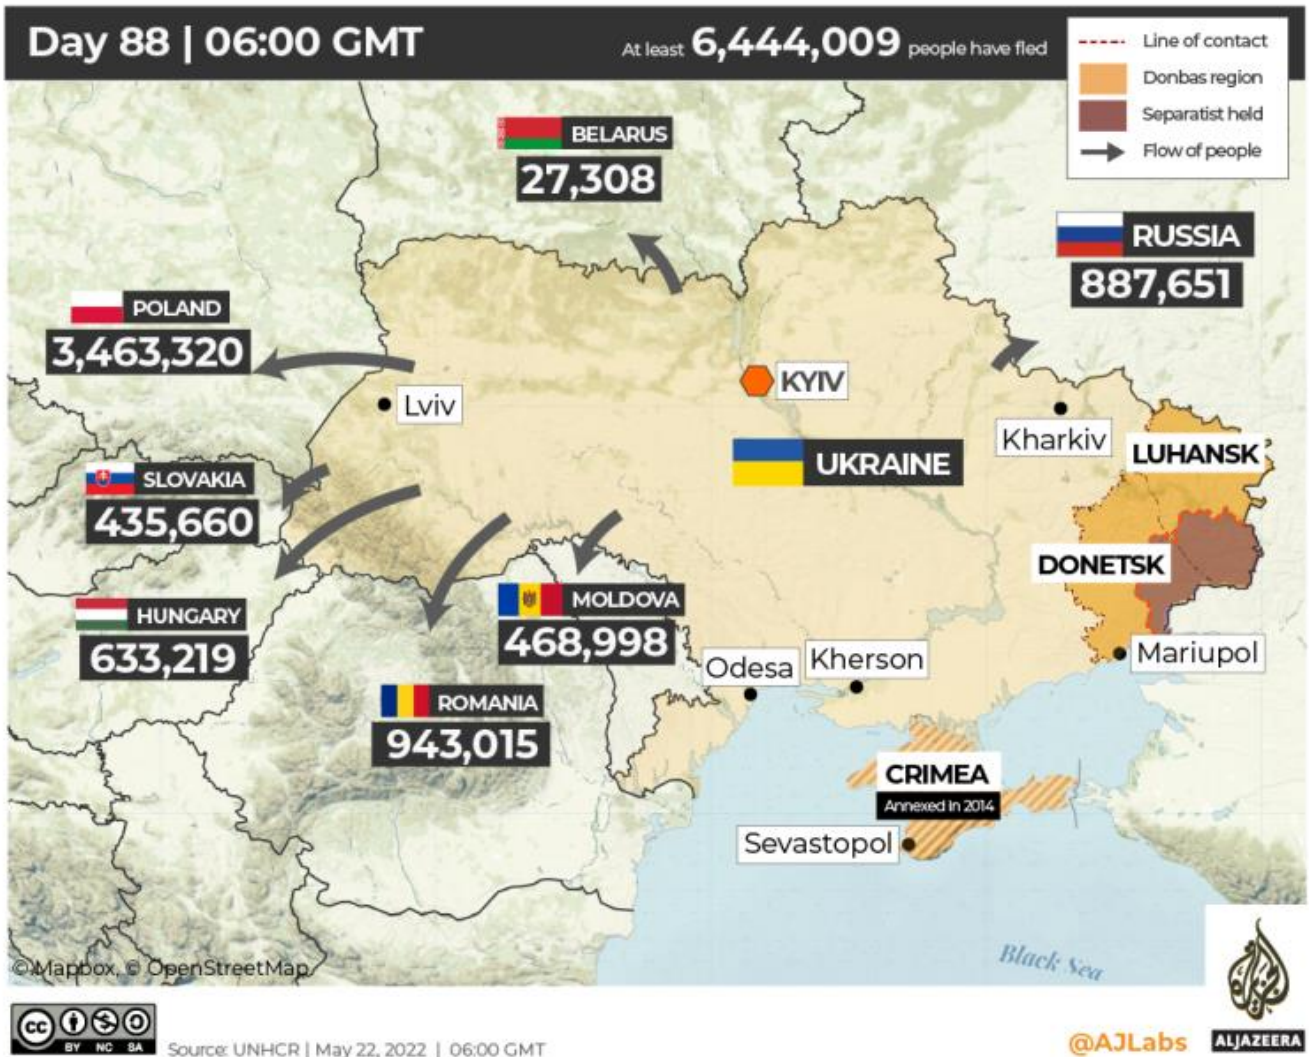 Day 88 | 06:00 GMT
At least 6,444,009 people have fled
Line of contact
Donbas region
Separatist held
Flow of people
BELARUS
27,308
RUSSIA
887,651
POLAND
3,463,320
KYIV
Lviv
Kharkiv
UKRAINE
LUHANSK
SLOVAKIA
435,660
DONETSK
HUNGARY
633,219
MOLDOVA
468,998
Mariupol
Odesa
Kherson
ROMANIA
943,015
CRIMEA
Annexed in 2014
Sevastopol
Black Sea
© Mapbox, © OpenStreetMap
cc
BY NC SA
Source: UNHCR | May 22, 2022 | 06:00 GMT
@AJLabs
ALJAZEERA